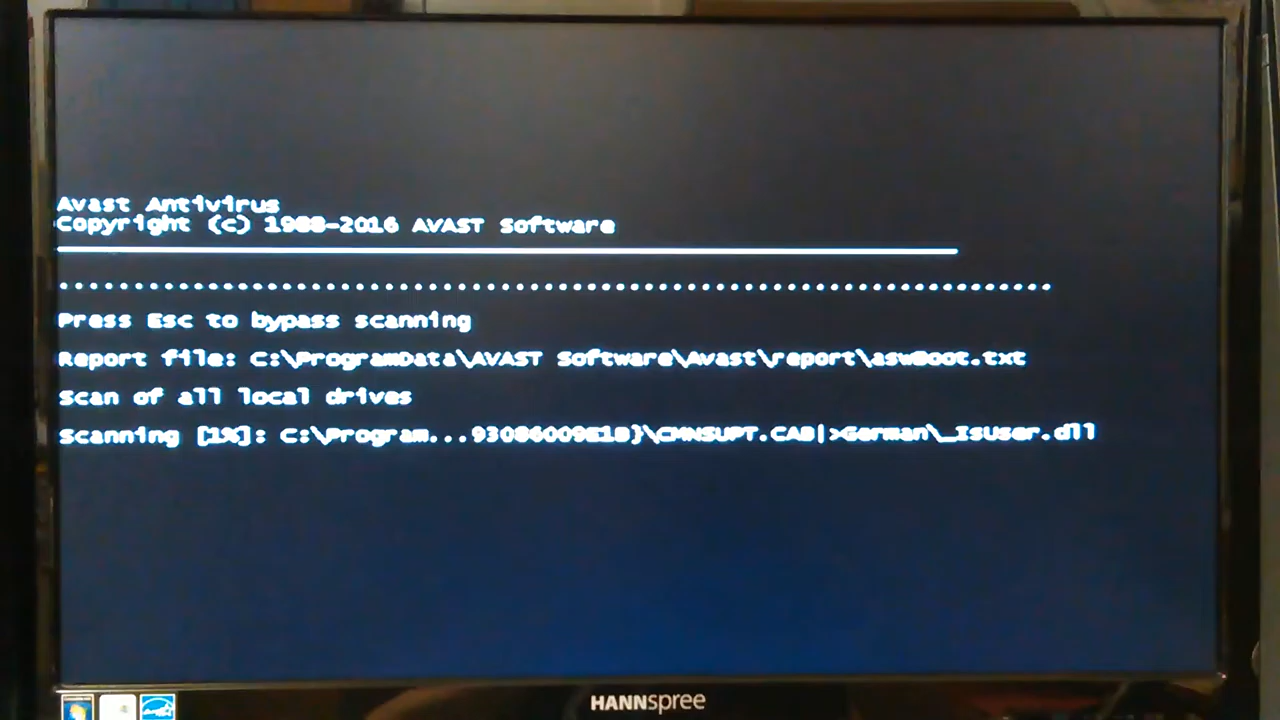 Avast Antivirus
Copyright (c) 1988-2016 AVAST Software
Press Esc to bypass scanning
Report file: C:\ProgramData\AVAST Software\Avast\report\aswBoot.txt
Scan of all local drives
Scanning [1%]: C:\Program...93086009E1B}\CMNSUPT.CAB|>German\_IsUser.dll
HANNspree